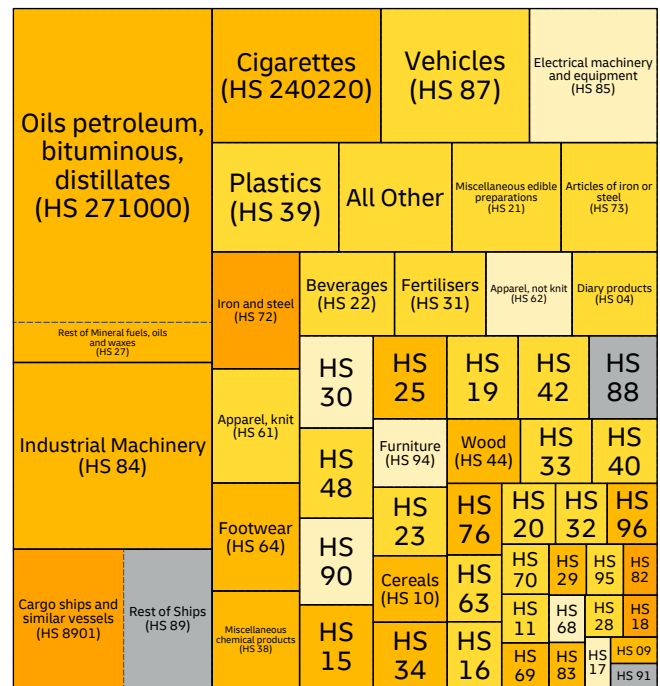 Oils petroleum,
bituminous,
distillates
(HS 271000)
Rest of Mineral fuels, oils
and waxes
(HS 27)
Industrial Machinery
(HS 84)
Cargo ships and
similar vessels
(HS 8901)
Rest of Ships
(HS 89)
Cigarettes
(HS 240220)
Vehicles
(HS 87)
Electrical machinery
and equipment
(HS 85)
Plastics
(HS 39)
All Other
Miscellaneous edible
preparations
(HS 21)
Articles of iron or
steel
(HS 73)
Iron and steel
(HS 72)
Beverages
(HS 22)
Fertilisers
(HS 31)
Apparel, not knit
(HS 62)
Diary products
(HS 04)
Apparel, knit
(HS 61)
Footwear
(HS 64)
Miscellaneous
chemical products
(HS 38)
HS
30
HS
48
HS
90
HS
15
HS
25
HS
19
HS
42
HS
88
Furniture
(HS 94)
Wood
(HS 44)
HS
33
HS
40
HS
23
HS
76
HS
20
HS
32
HS
96
Cereals
(HS 10)
HS
63
HS
70
HS
29
HS
95
HS
82
HS
34
HS
16
HS
11
HS
68
HS
28
HS
18
HS
69
HS
83
HS
17
HS 09
HS 91